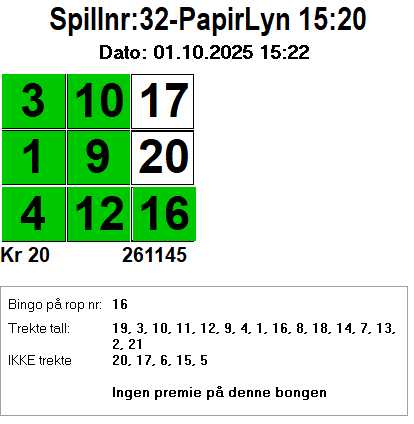 Spillnr:32-PapirLyn 15:20
Dato: 01.10.2025 15:22
3 10 17
1 9 20
4 12 16
Kr 20 261145
Bingo på rop nr: 16
Trekte tall: 19, 3, 10, 11, 12, 9, 4, 1, 16, 8, 18, 14, 7, 13,
2, 21
IKKE trekte 20, 17, 6, 15, 5
Ingen premie på denne bongen